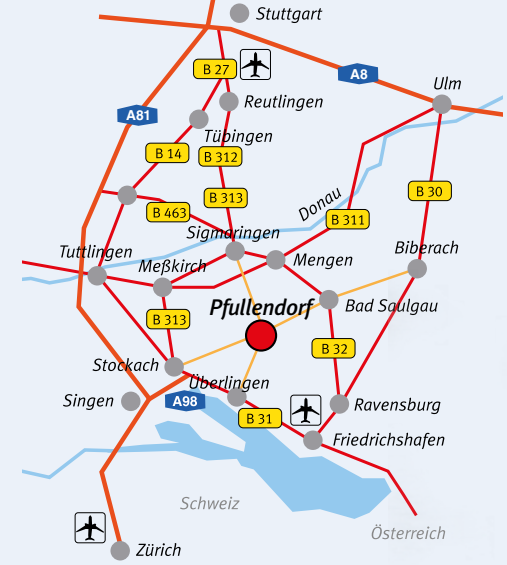 Stuttgart
B 27
A8
Ulm
A81
Reutlingen
Tübingen
B 14
B 312
B 313
B 30
Donau
B 463
B 311
Sigmaringen
Tuttlingen
Meßkirch
Mengen
Biberach
Pfullendorf
Bad Saulgau
B 313
B 32
Stockach
Überlingen
Singen
A98
B 31
Ravensburg
Friedrichshafen
Schweiz
Österreich
Zürich